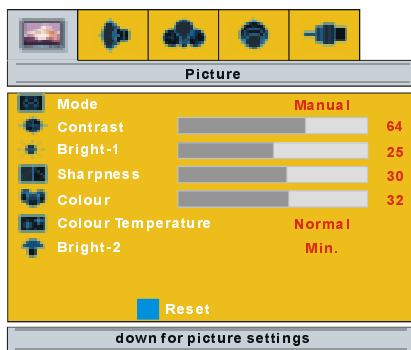 Picture
Mode Manual
Contrast 64
Bright-1 25
Sharpness 30
Colour 32
Colour Temperature Normal
Bright-2 Min.
Reset
down for picture settings